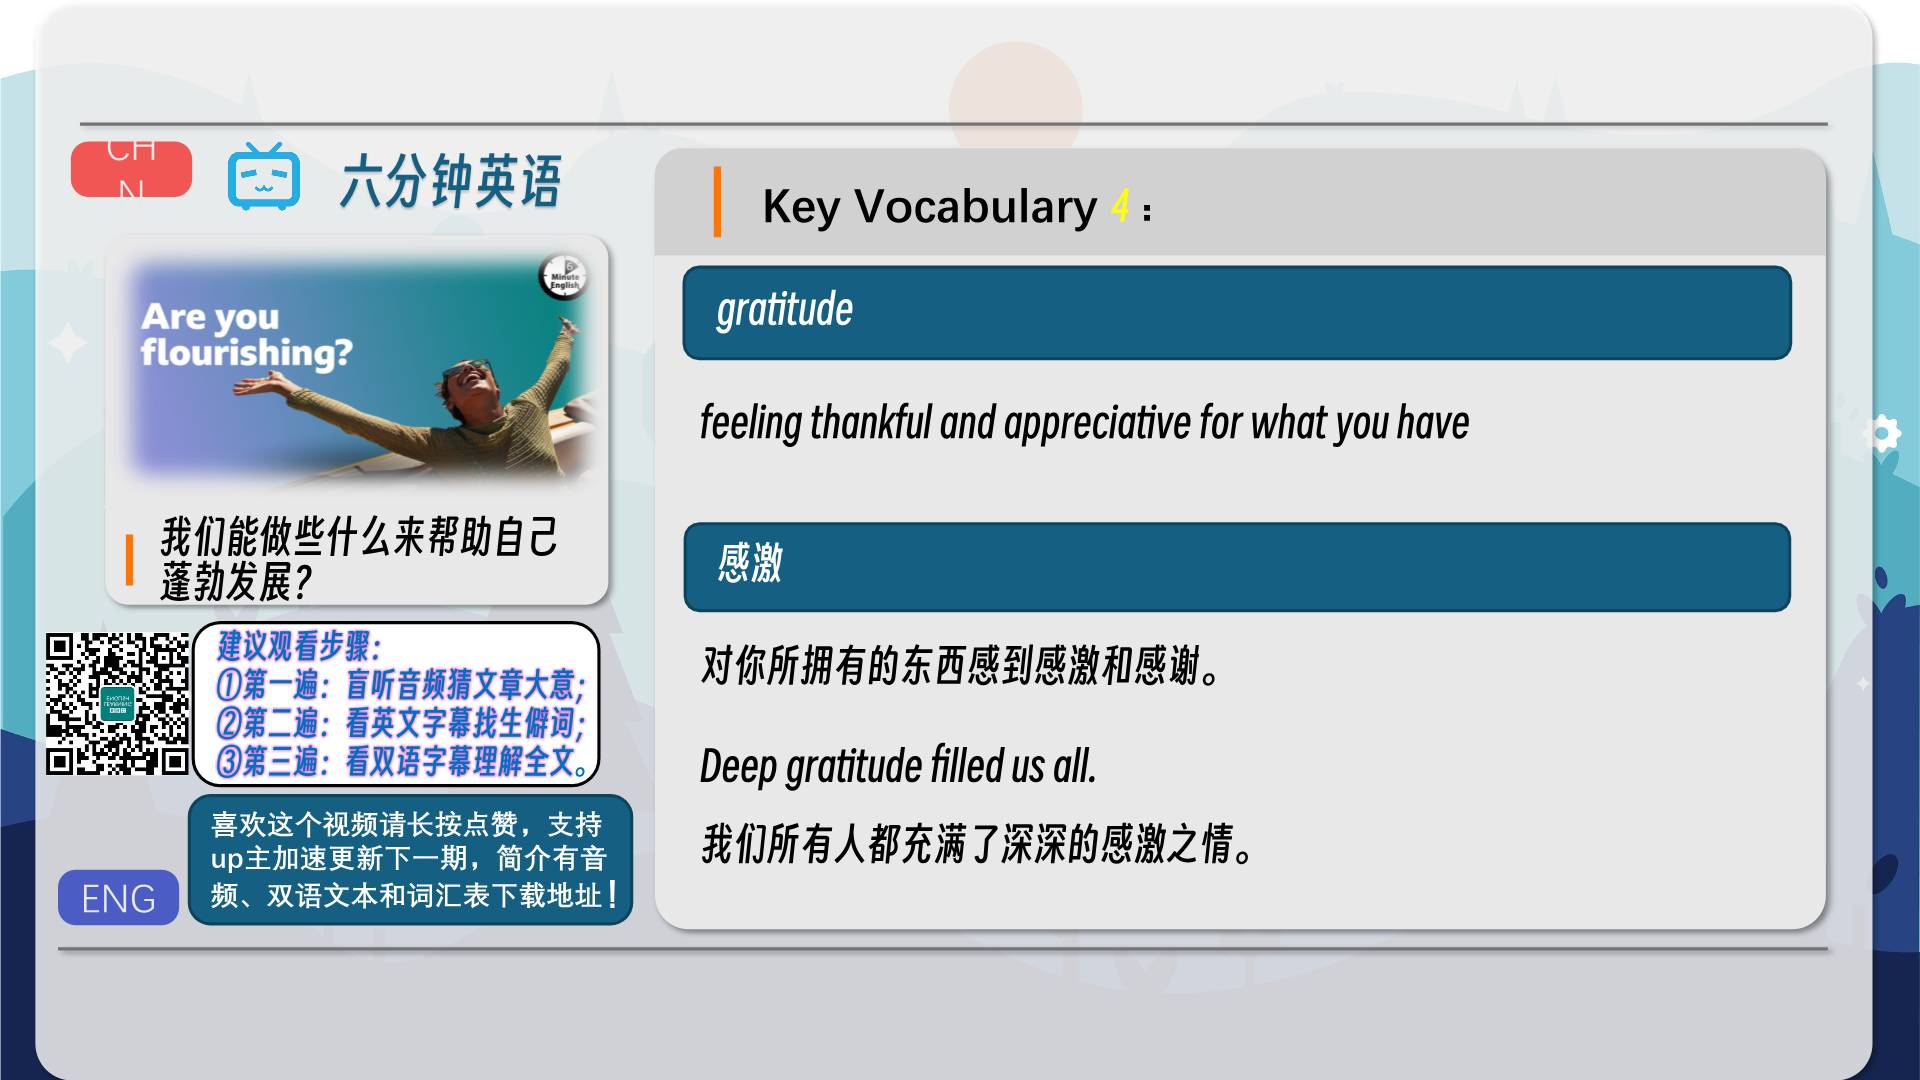 CH
N
六分钟英语
6
Minute
English
Are you
flourishing?
我们能做些什么来帮助自己
蓬勃发展?
建议观看步骤:
①第一遍: 盲听音频猜文章大意;
②第二遍: 看英文字幕找生僻词;
③第三遍: 看双语字幕理解全文。
喜欢这个视频请长按点赞，支持
up主加速更新下一期，简介有音
频、双语文本和词汇表下载地址！
ENG
Key Vocabulary 4：
gratitude
feeling thankful and appreciative for what you have
感激
对你所拥有的东西感到感激和感谢。
Deep gratitude filled us all.
我们所有人都充满了深深的感激之情。